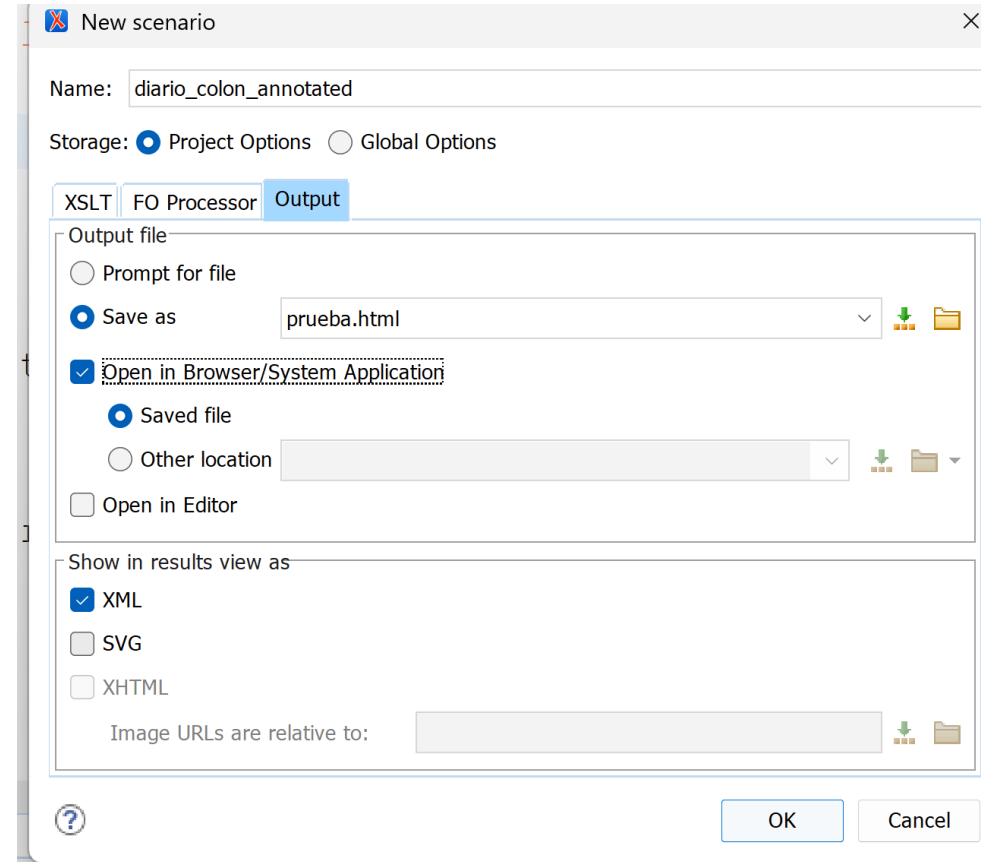 New scenario
Name: diario_colon_annotated
Storage: Project Options Global Options
XSLT FO Processor Output
Output file
Prompt for file
Save as prueba.html
Open in Browser/System Application
Saved file
Other location
Open in Editor
Show in results view as
XML
SVG
XHTML
Image URLs are relative to:
? OK Cancel